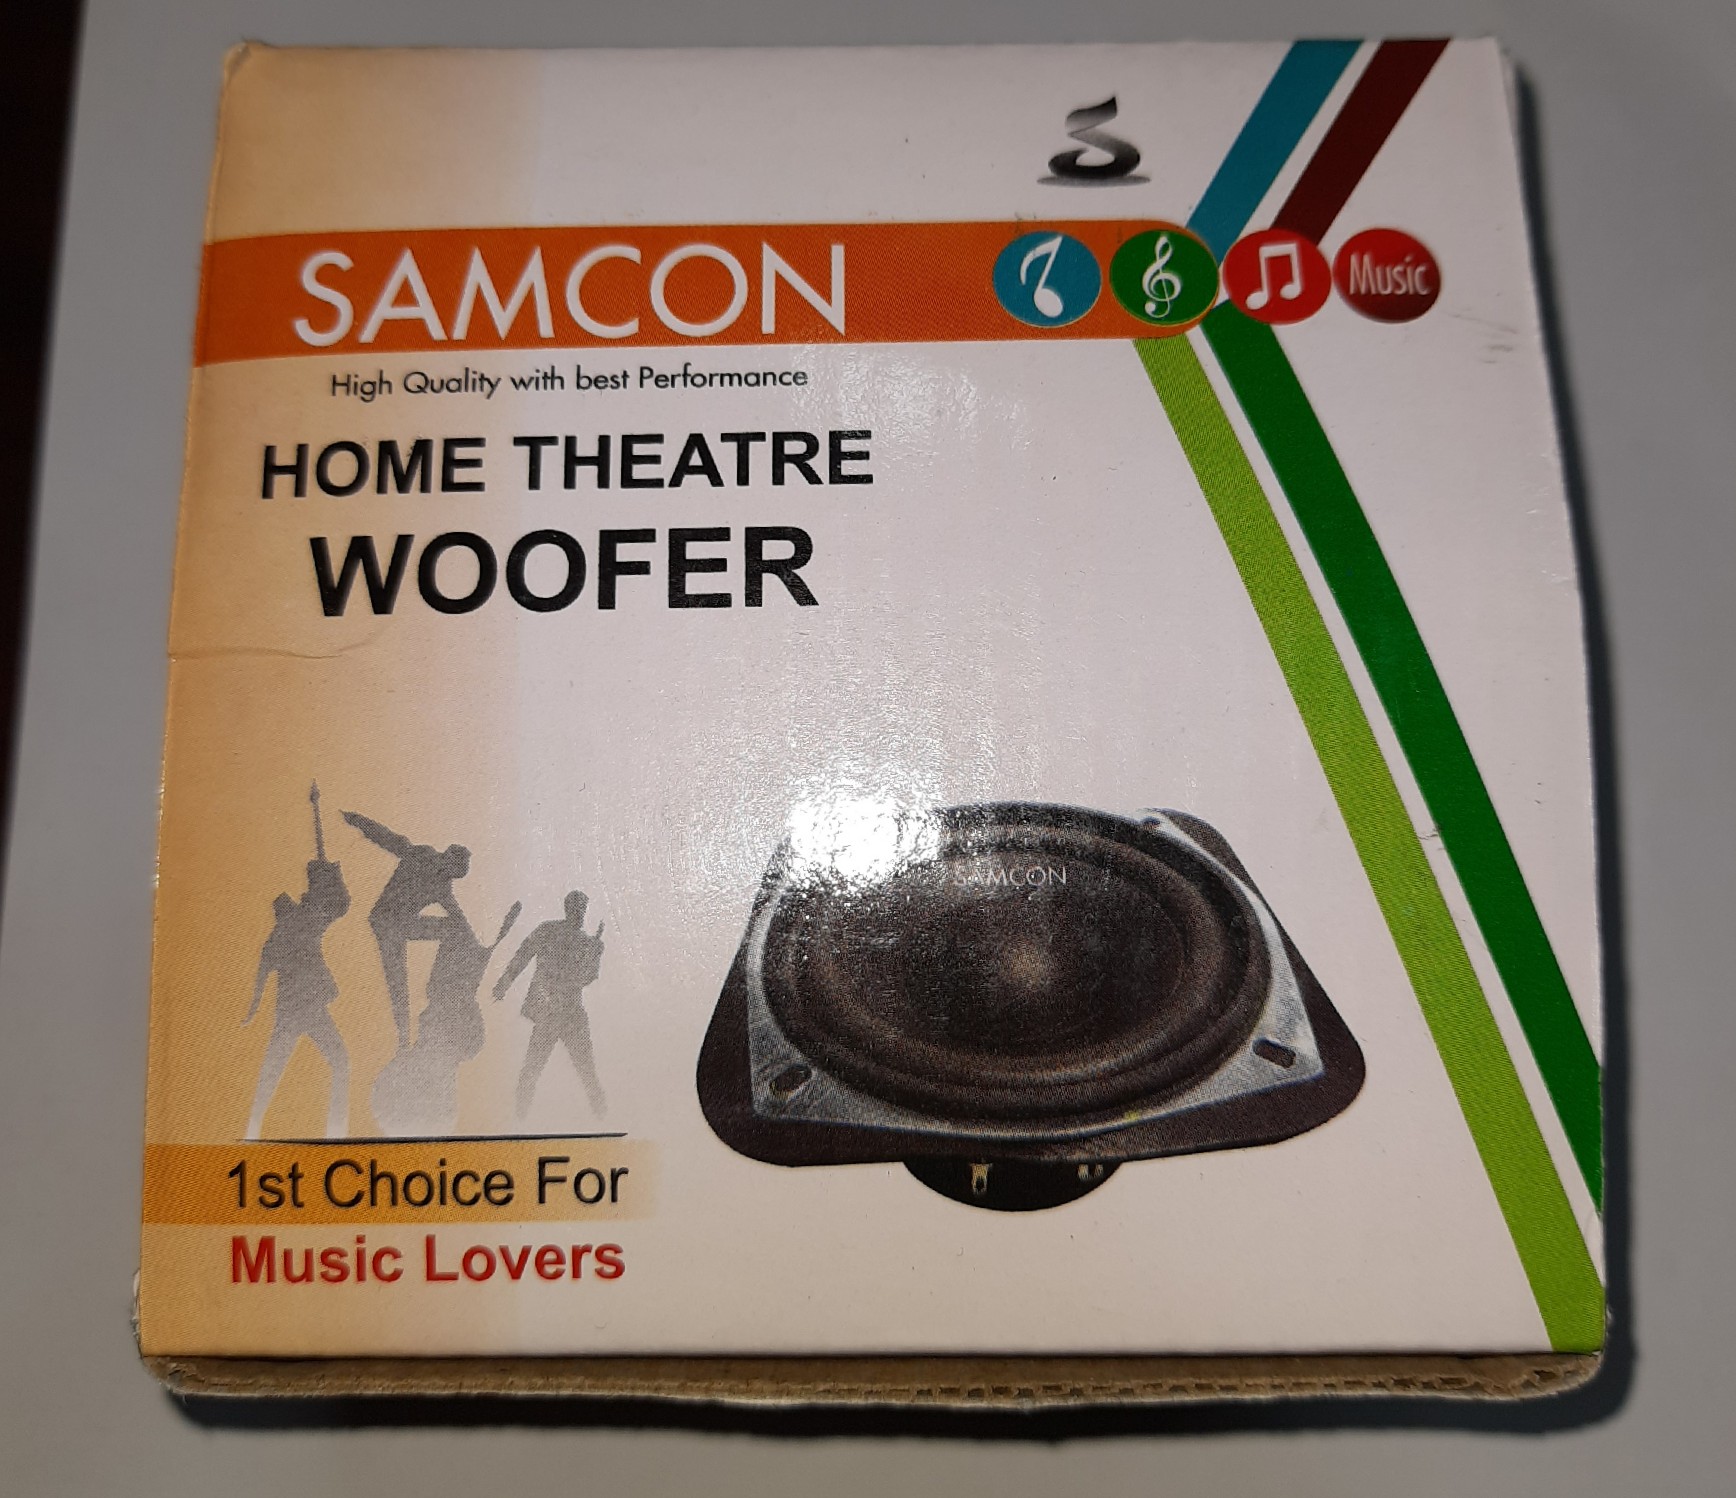 SAMCON
Music
High Quality with best Performance
HOME THEATRE
WOOFER
SAMCON
1st Choice For
Music Lovers